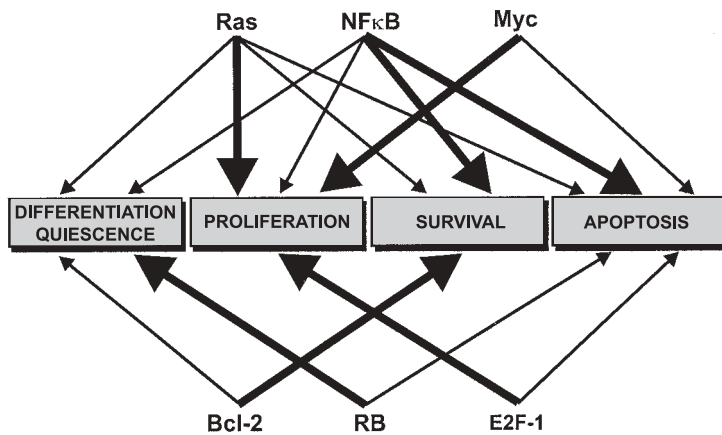 Ras NFκB Myc
DIFFERENTIATION
QUIESCENCE
PROLIFERATION
SURVIVAL
APOPTOSIS
Bcl-2 RB E2F-1